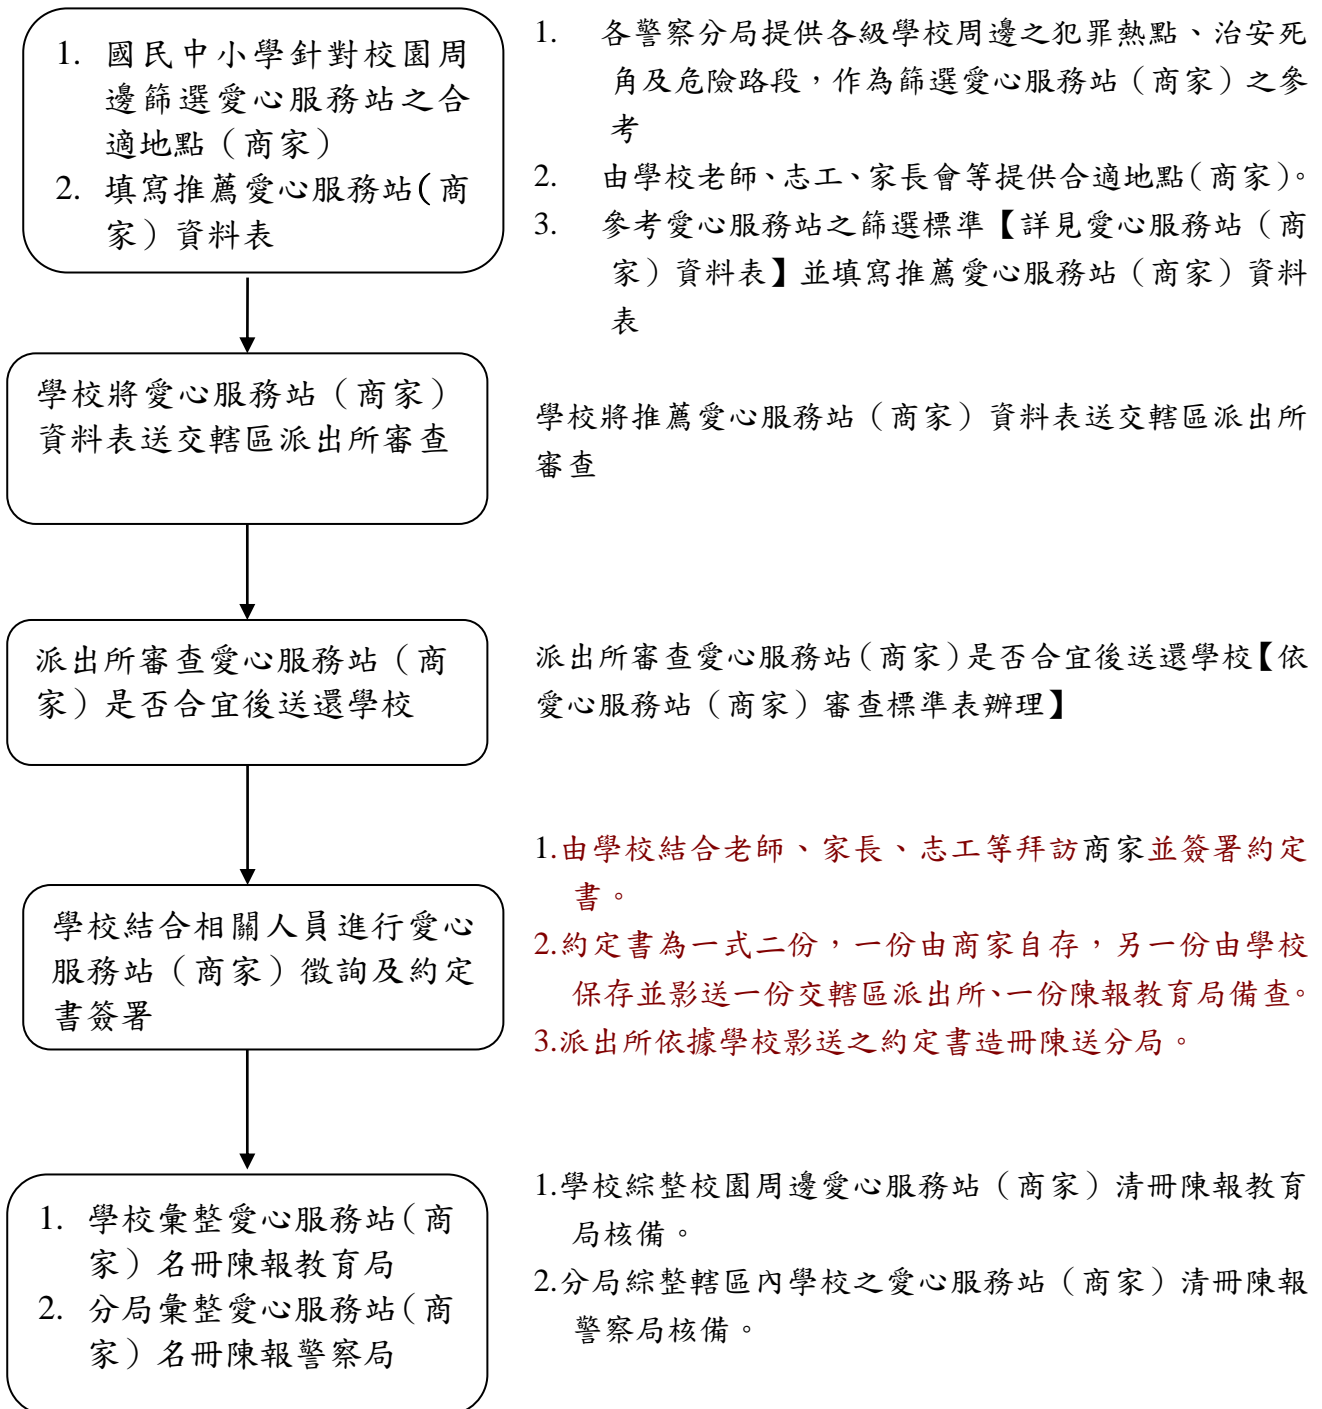 1. 國民中小學針對校園周
邊篩選愛心服務站之合
適地點（商家）
2. 填寫推薦愛心服務站(商
家）資料表
1. 各警察分局提供各級學校周邊之犯罪熱點、治安死
角及危險路段，作為篩選愛心服務站（商家）之參
考
2. 由學校老師、志工、家長會等提供合適地點(商家)。
3. 參考愛心服務站之篩選標準【詳見愛心服務站（商
家）資料表】並填寫推薦愛心服務站（商家）資料
表
學校將愛心服務站（商家）
資料表送交轄區派出所審查
學校將推薦愛心服務站（商家）資料表送交轄區派出所
審查
派出所審查愛心服務站（商
家）是否合宜後送還學校
派出所審查愛心服務站(商家)是否合宜後送還學校【依
愛心服務站（商家）審查標準表辦理】
學校結合相關人員進行愛心
服務站（商家）徵詢及約定
書簽署
1.由學校結合老師、家長、志工等拜訪商家並簽署約定
書。
2.約定書為一式二份，一份由商家自存，另一份由學校
保存並影送一份交轄區派出所、一份陳報教育局備查。
3.派出所依據學校影送之約定書造冊陳送分局。
1. 學校彙整愛心服務站(商
家）名冊陳報教育局
2. 分局彙整愛心服務站(商
家）名冊陳報警察局
1.學校綜整校園周邊愛心服務站（商家）清冊陳報教育
局核備。
2.分局綜整轄區內學校之愛心服務站（商家）清冊陳報
警察局核備。